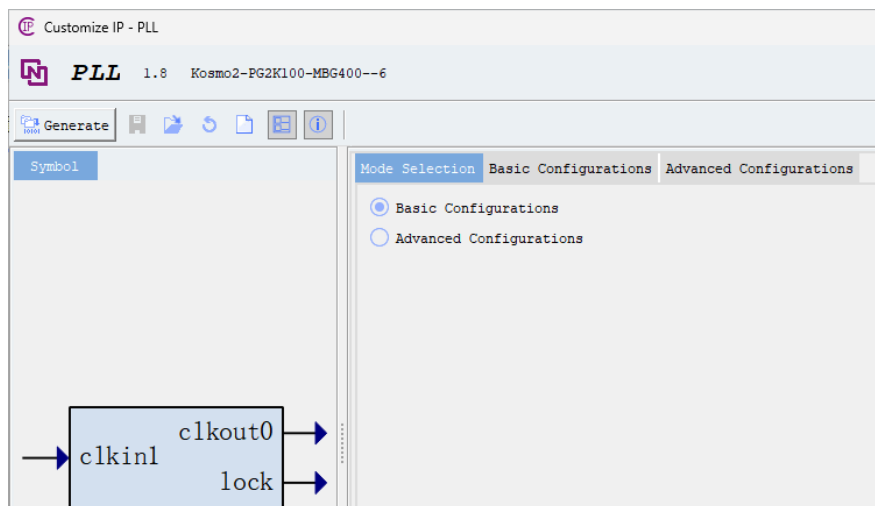 Customize IP - PLL
PLL 1.8 Kosmo2-PG2K100-MBG400--6
Generate
Symbol
Mode Selection Basic Configurations Advanced Configurations
Basic Configurations
Advanced Configurations
clkout0
clkin1
lock